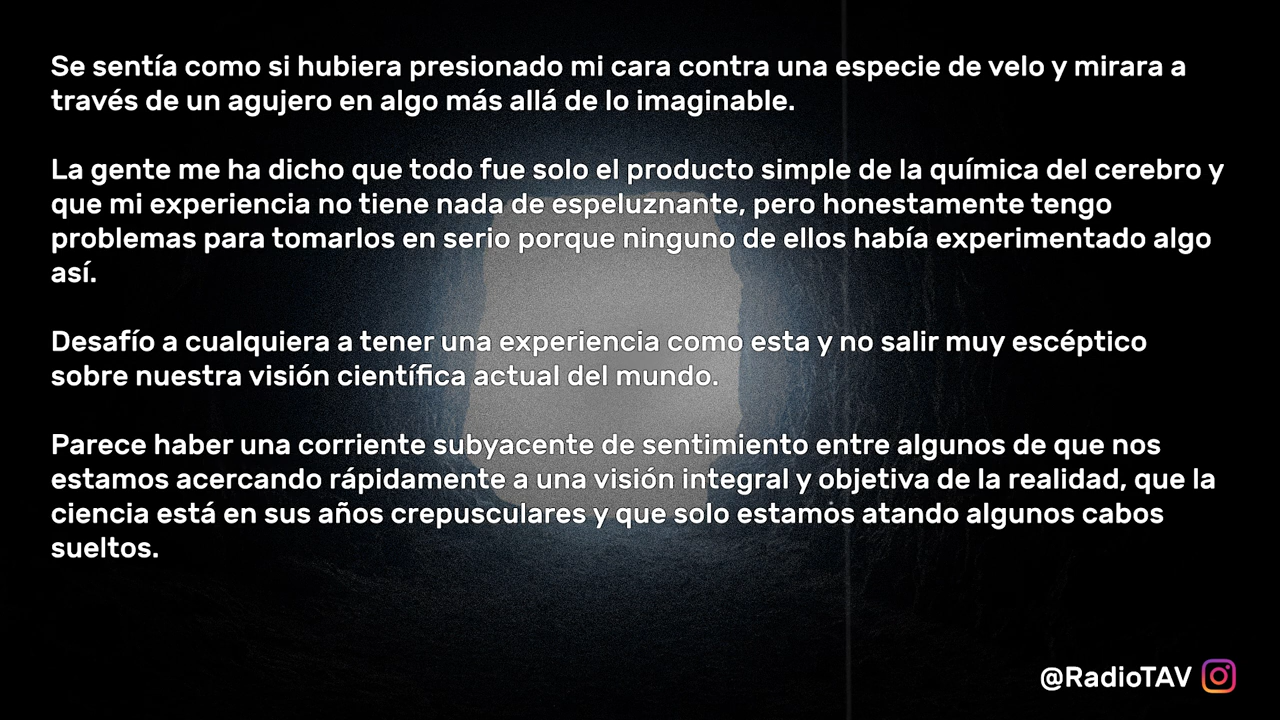 Se sentía como si hubiera presionado mi cara contra una especie de velo y mirara a
través de un agujero en algo más allá de lo imaginable.
La gente me ha dicho que todo fue solo el producto simple de la química del cerebro y
que mi experiencia no tiene nada de espeluznante, pero honestamente tengo
problemas para tomarlos en serio porque ninguno de ellos había experimentado algo
así.
Desafío a cualquiera a tener una experiencia como esta y no salir muy escéptico
sobre nuestra visión científica actual del mundo.
Parece haber una corriente subyacente de sentimiento entre algunos de que nos
estamos acercando rápidamente a una visión integral y objetiva de la realidad, que la
ciencia está en sus años crepusculares y que solo estamos atando algunos cabos
sueltos.
@RadioTAV